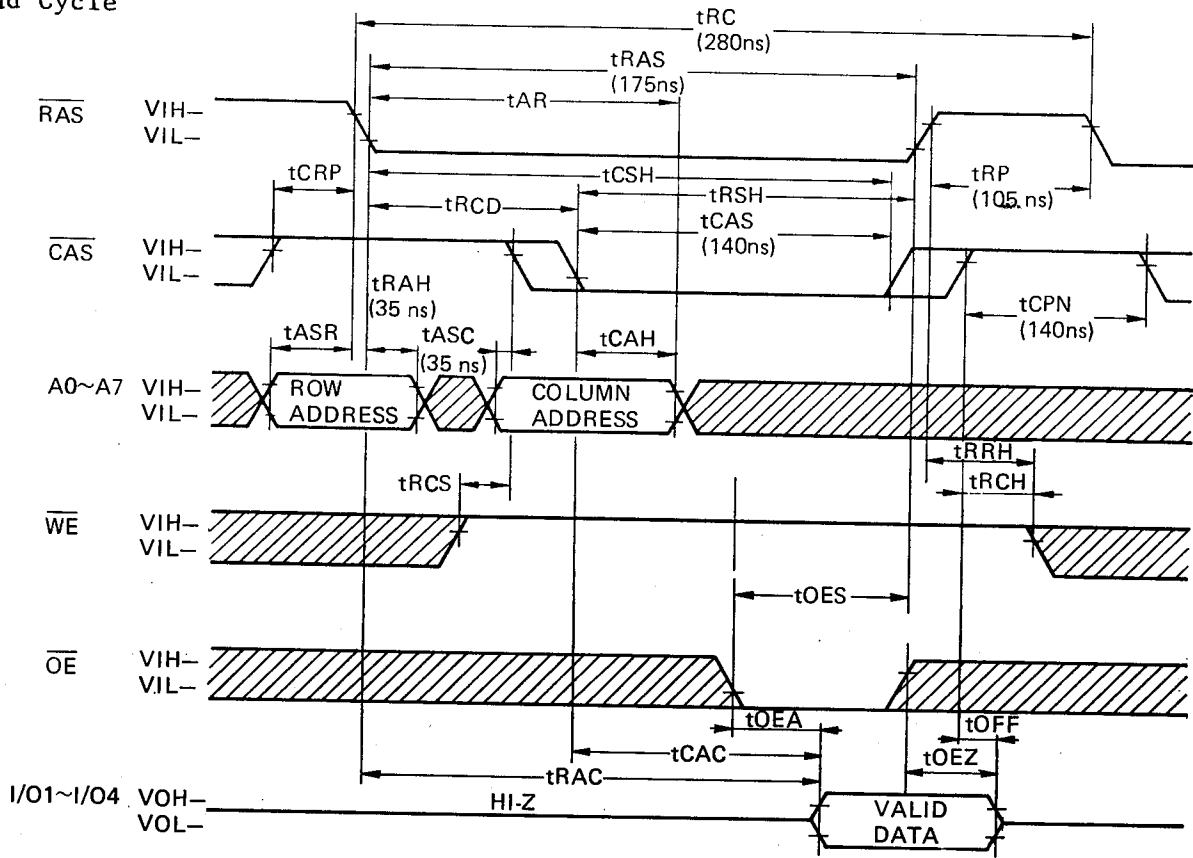 Cycle
tRC
(280ns)
tRAS
(175ns)
tAR
RAS VIH–
VIL–
tCRP
tCSH
tRP
(105 ns)
tRSH
tRCD
tCAS
(140ns)
CAS VIH–
VIL–
tRAH
(35 ns)
tCPN
(140ns)
tASR
tASC
(35 ns)
tCAH
A0~A7 VIH–
VIL–
ROW
ADDRESS
COLUMN
ADDRESS
tRRH
tRCS
tRCH
WE VIH–
VIL–
tOES
OE VIH–
VIL–
tOEA
tOFF
tCAC
tOEZ
tRAC
I/O1~I/O4 VOH–
VOL–
HI-Z
VALID
DATA